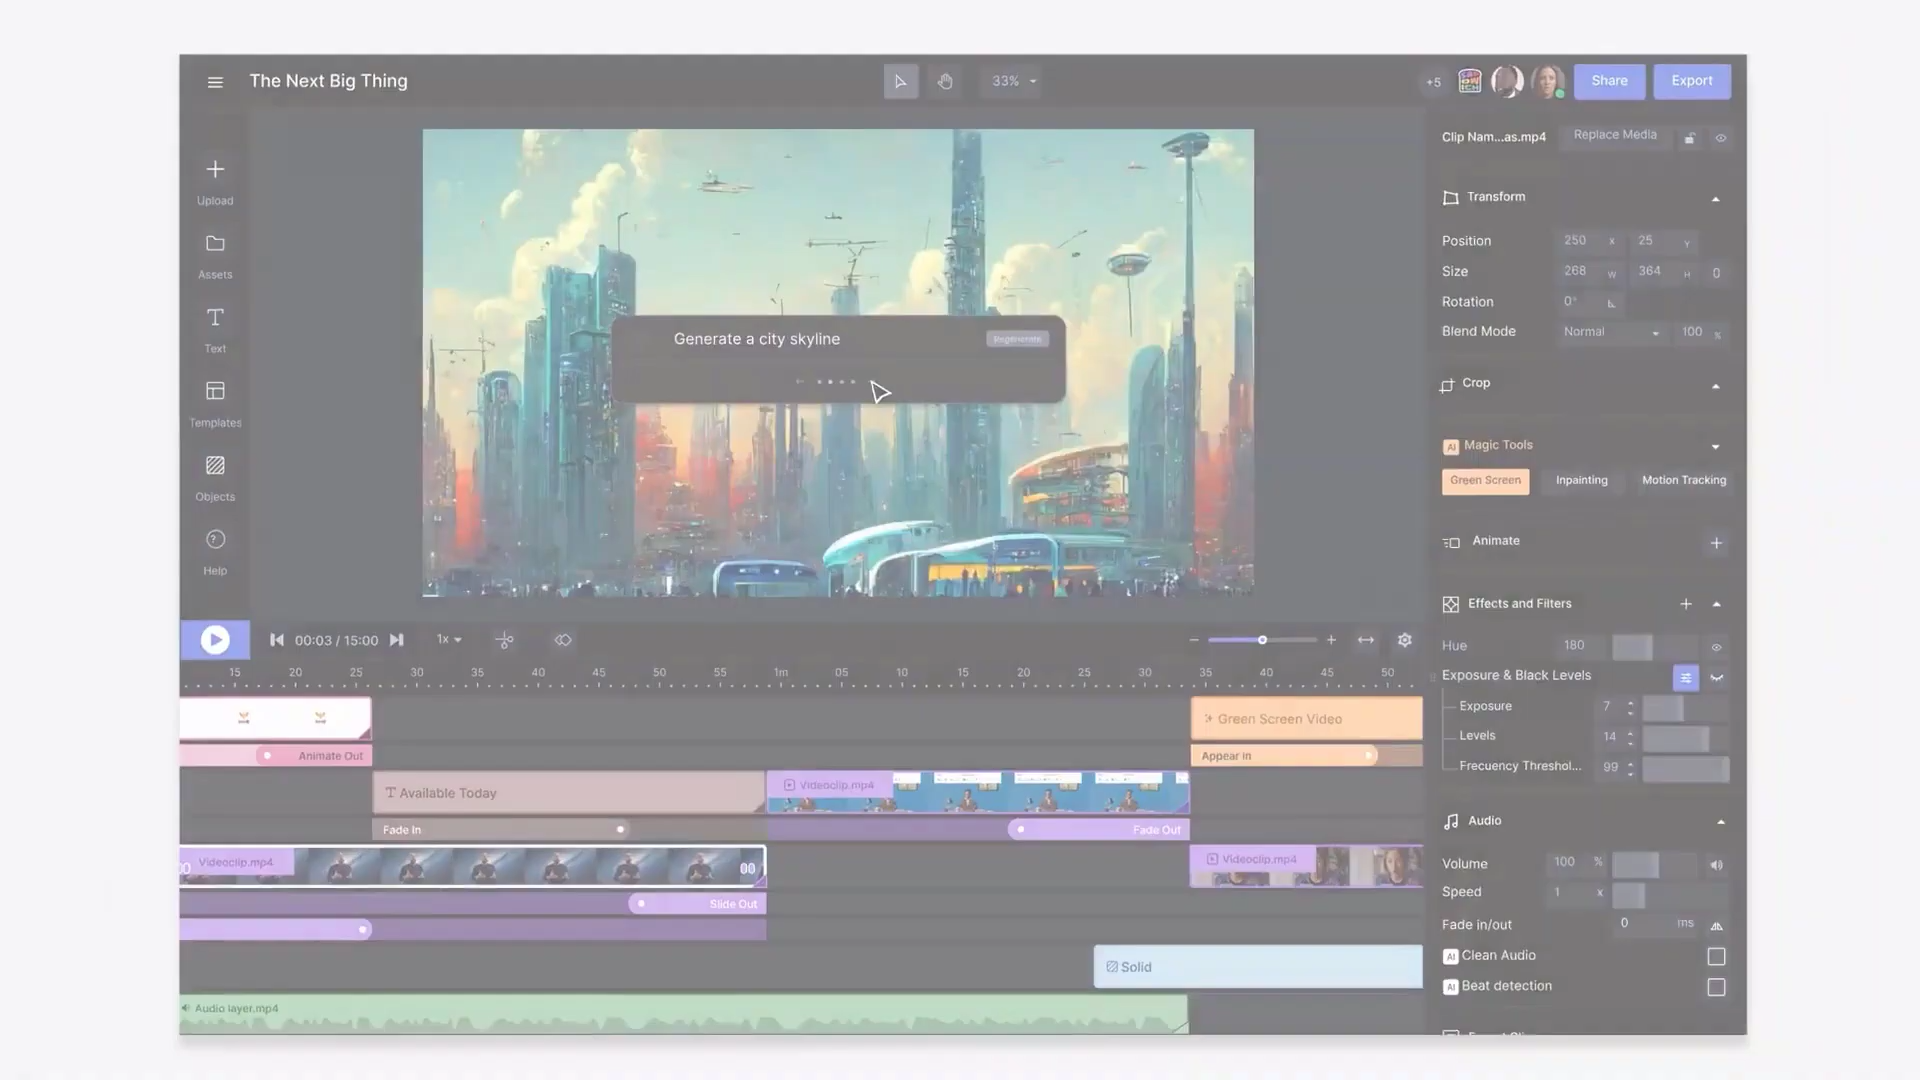 The Next Big Thing
33%
+5
Share
Export
Upload
Assets
Text
Templates
Objects
Help
Generate a city skyline
Regenerate
Clip Nam...as.mp4
Replace Media
Transform
Position 250 X 25 Y
Size 268 W 364 H
Rotation 0°
Blend Mode Normal 100 %
Crop
AI Magic Tools
Green Screen Inpainting Motion Tracking
Animate
Effects and Filters
Hue 180
Exposure & Black Levels
Exposure 7
Levels 14
Frecuency Threshol... 99
Audio
Volume 100 %
Speed 1 x
Fade in/out 0 ms
AI Clean Audio
AI Beat detection
00:03 / 15:00
1x
15 20 25 30 35 40 45 50 55 1m 05 10 15 20 25 30 35 40 45 50
Green Screen Video
Animate Out
Appear in
Available Today
Videoclip.mp4
Fade In
Fade Out
Videoclip.mp4
Videoclip.mp4
Slide Out
Solid
Audio layer.mp4